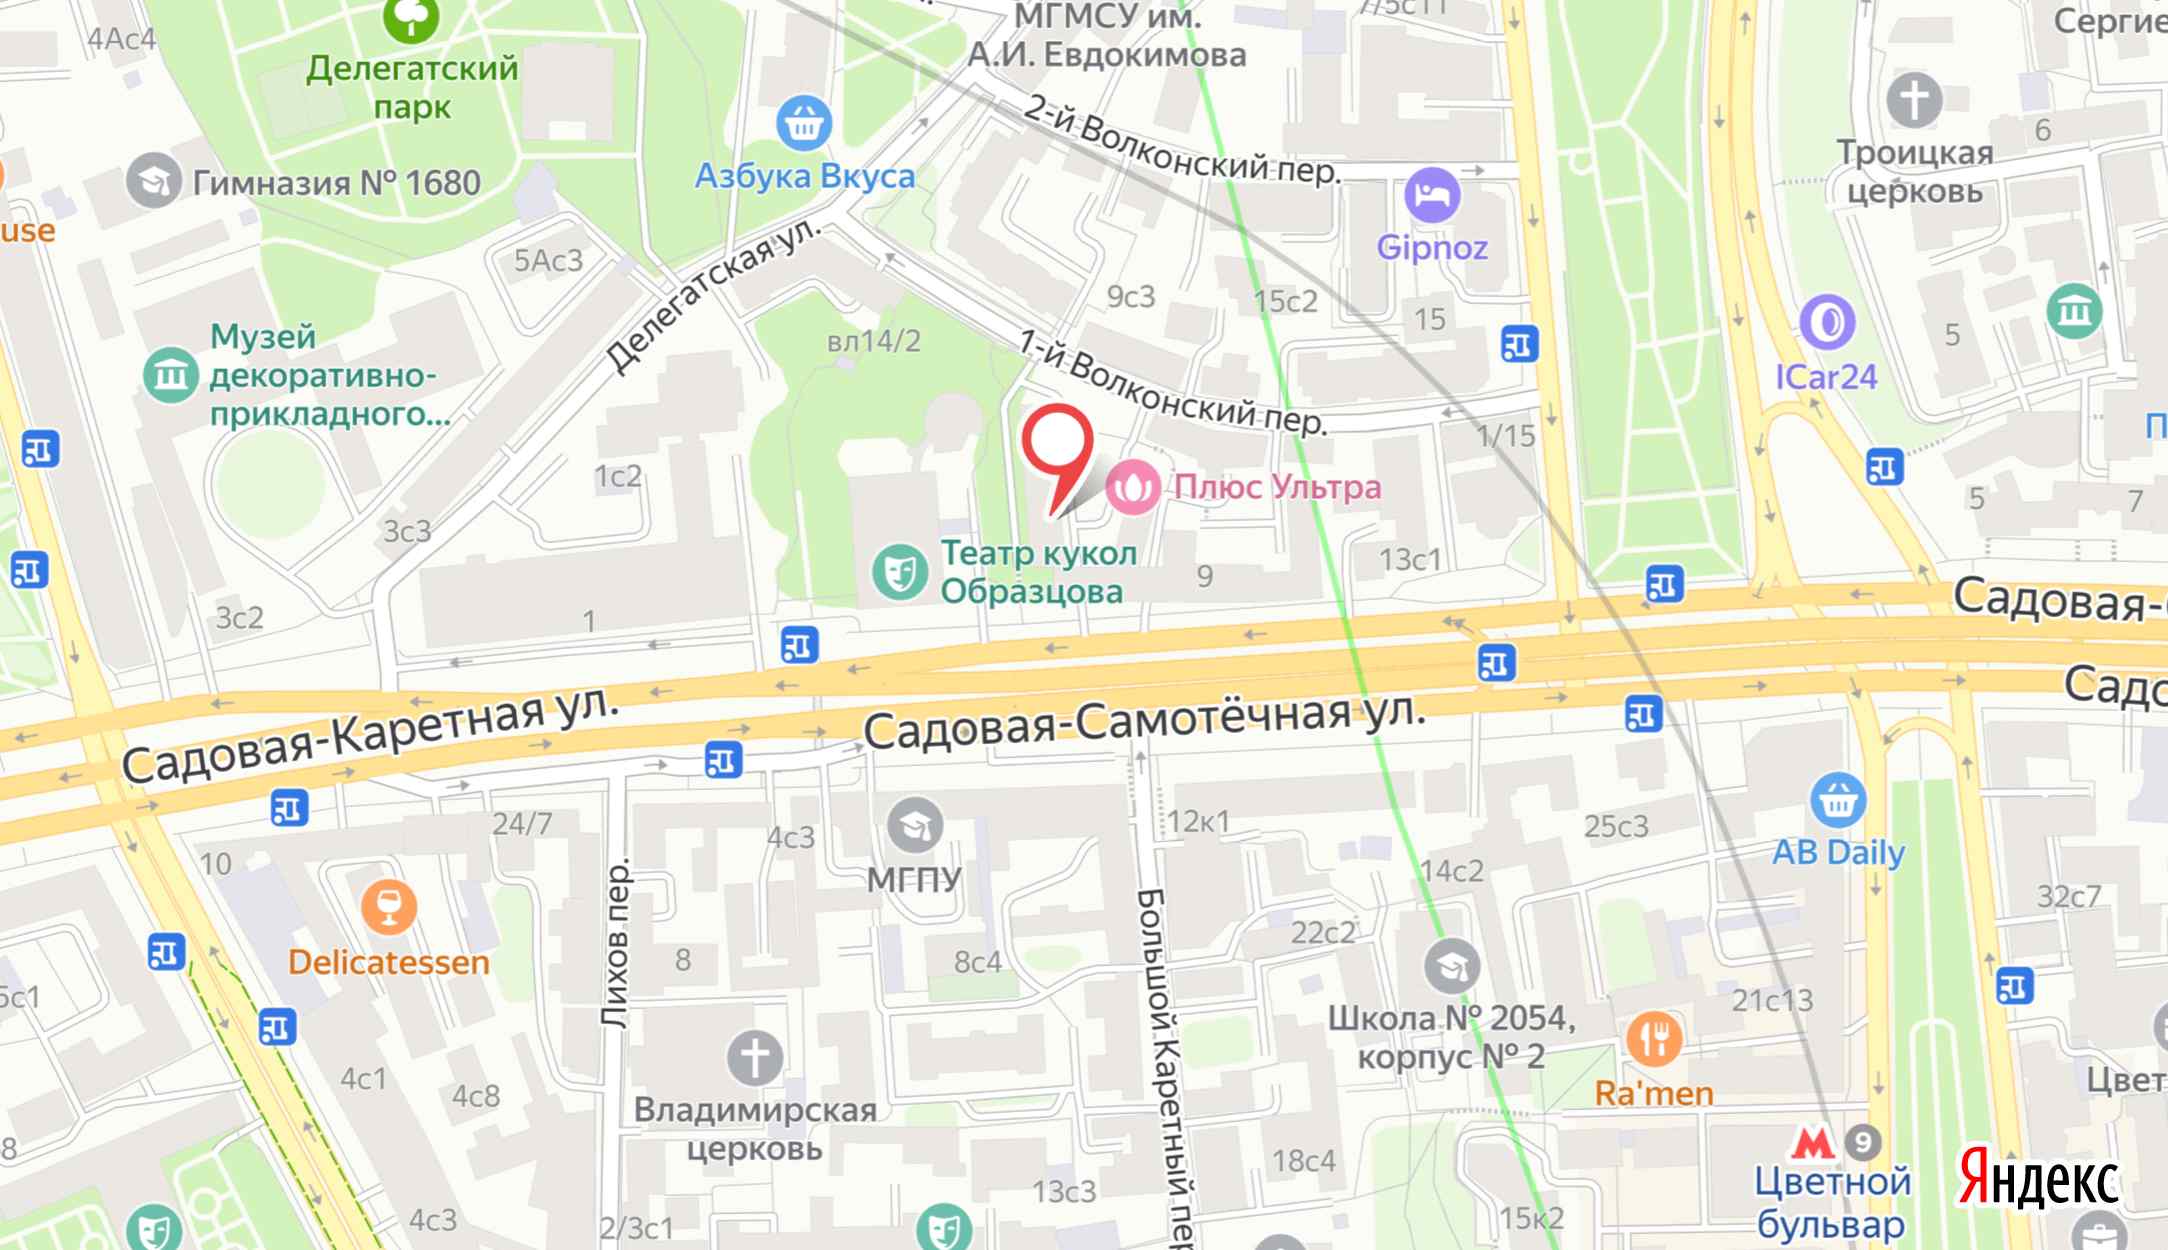 4Ас4
Делегатский
парк
МГМСУ им.
А.И. Евдокимова
7/5с11
Сергие
2-й Волконский пер.
Азбука Вкуса
Гимназия № 1680
use
Gipnoz
Троицкая
церковь
6
5Ас3
Делегатская ул.
9с3
15с2
15
ICar24
5
Музей
декоративно-
прикладного...
вл14/2
1-й Волконский пер.
1/15
П
1с2
3с3
Плюс Ультра
5
7
Театр кукол
Образцова
9
13с1
3с2
1
Садовая-
Садо
Садовая-Каретная ул.
Садовая-Самотёчная ул.
24/7
10
4с3
МГПУ
12к1
25с3
AB Daily
14с2
32с7
Delicatessen
Лихов пер.
8
8с4
Большой Каретный пер
22с2
5с1
21с13
Школа № 2054,
корпус № 2
Ra'men
Цвет
4с1
4с8
Владимирская
церковь
8
18с4
9
Цветной
бульвар
Яндекс
13с3
4с3
2/3с1
15к2